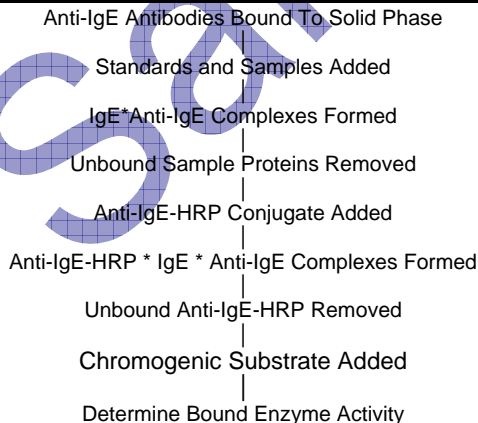 Anti-IgE Antibodies Bound To Solid Phase
Standards and Samples Added
IgE*Anti-IgE Complexes Formed
Unbound Sample Proteins Removed
Anti-IgE-HRP Conjugate Added
Anti-IgE-HRP * IgE * Anti-IgE Complexes Formed
Unbound Anti-IgE-HRP Removed
Chromogenic Substrate Added
Determine Bound Enzyme Activity